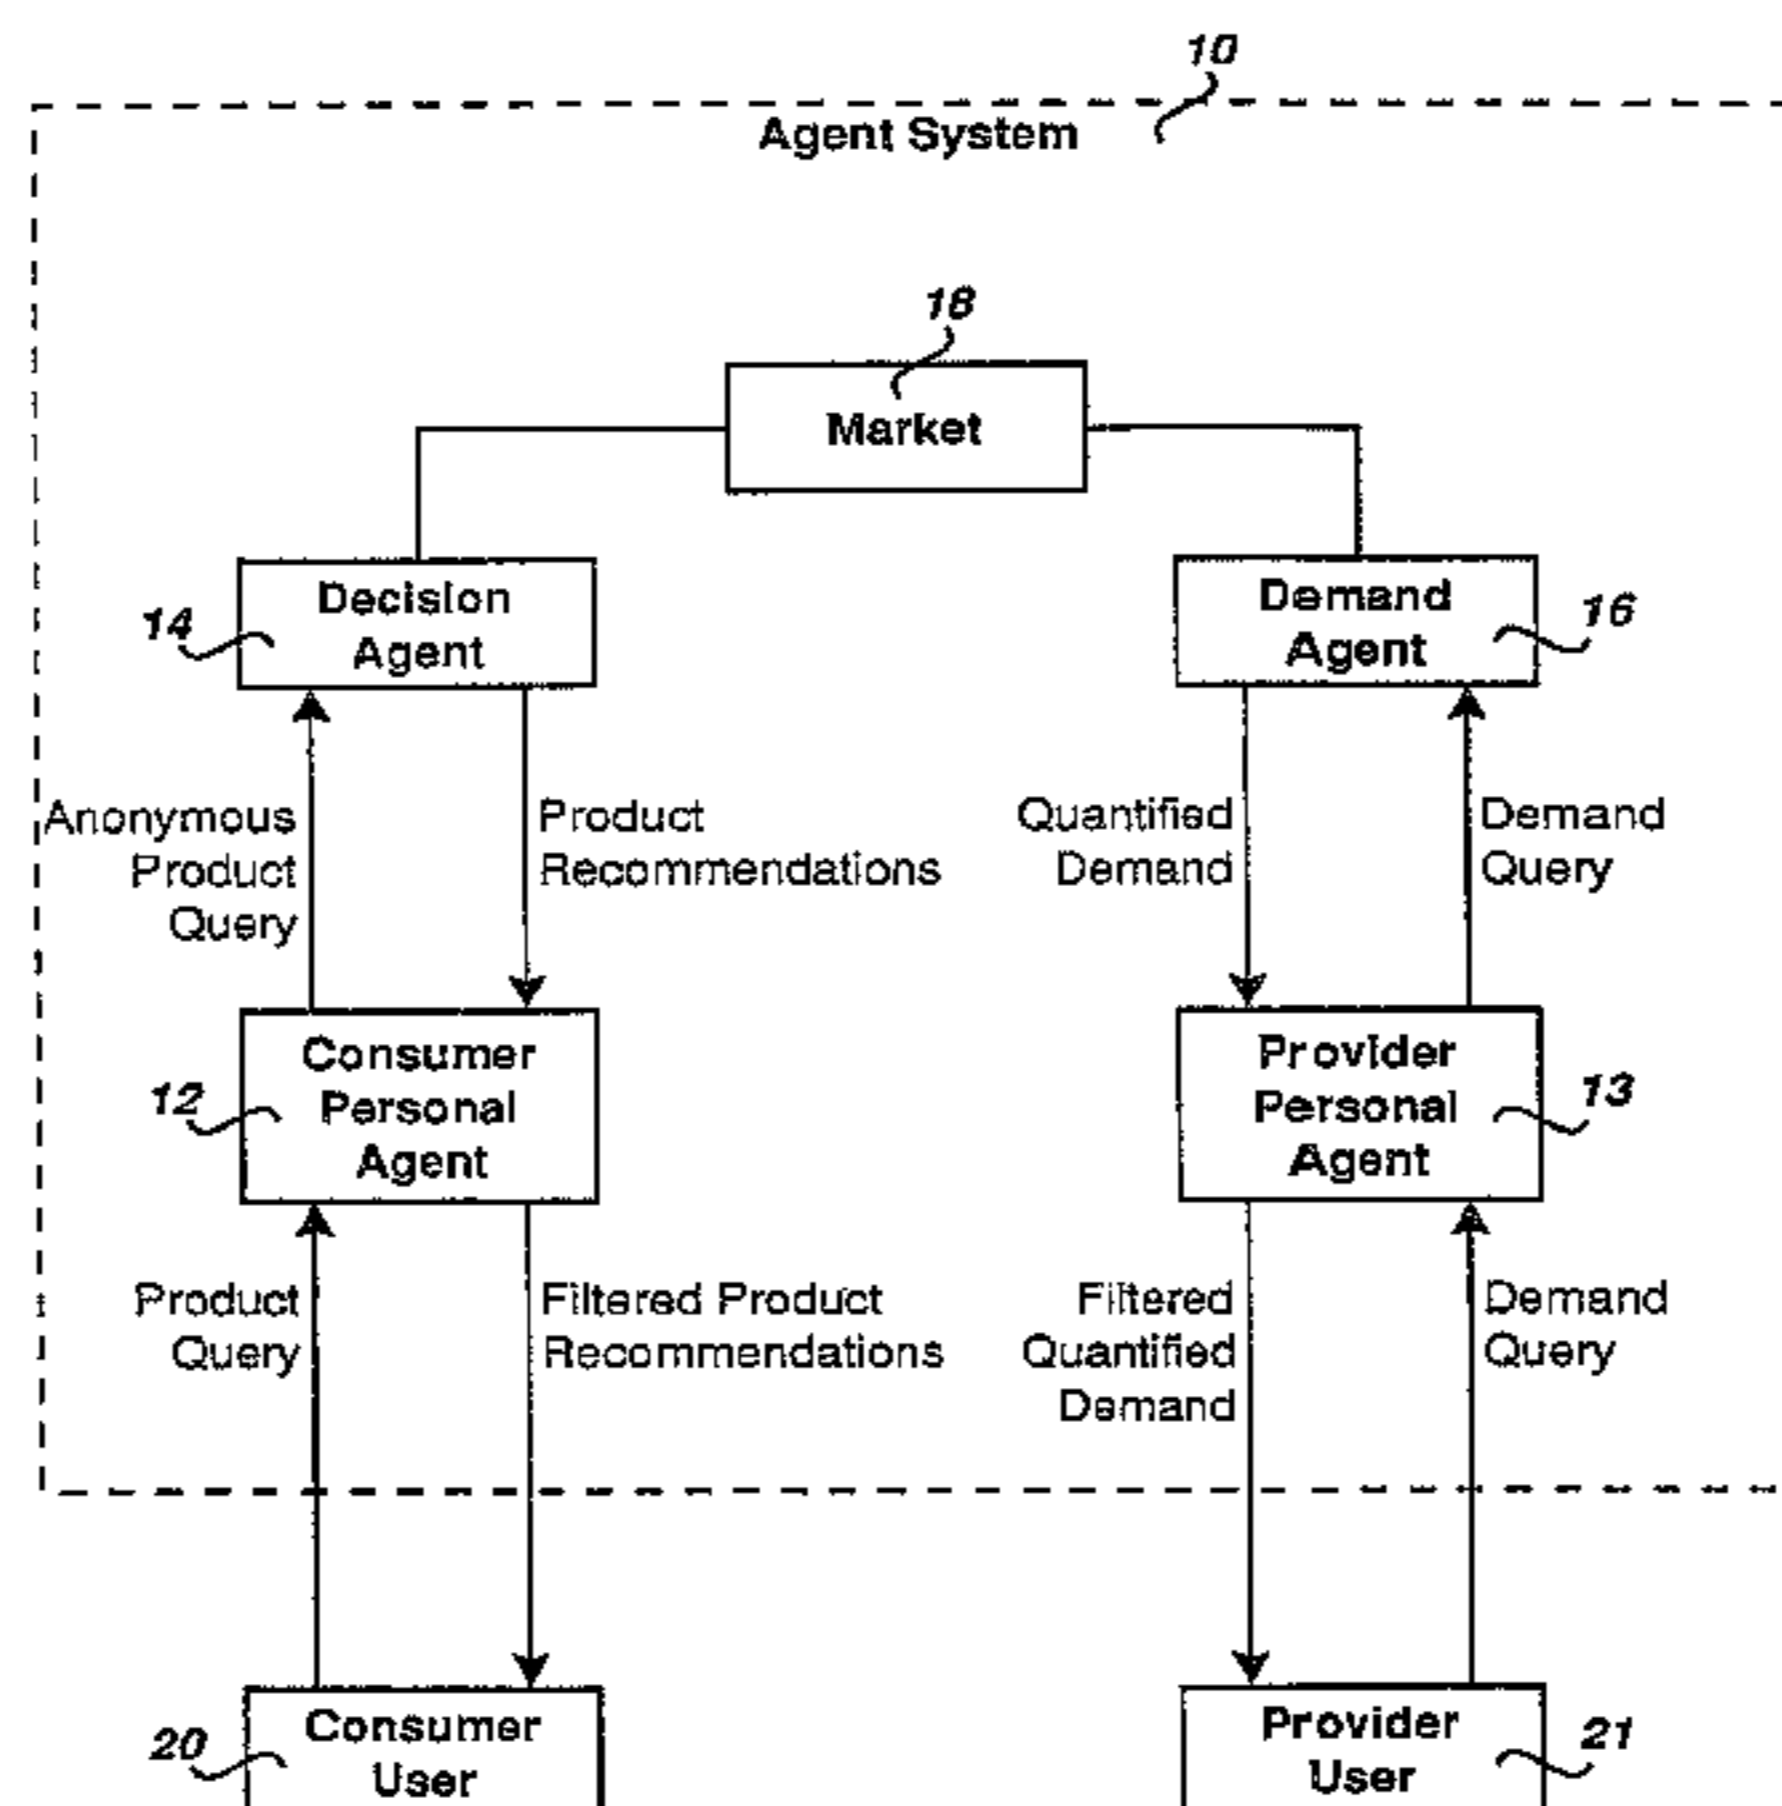 10
Agent System
18
Market
Decision
Agent
14
Demand
Agent
16
Anonymous
Product
Query
Product
Recommendations
Quantified
Demand
Demand
Query
Consumer
Personal
Agent
12
Provider
Personal
Agent
13
Product
Query
Filtered Product
Recommendations
Filtered
Quantified
Demand
Demand
Query
Consumer
User
20
Provider
User
21